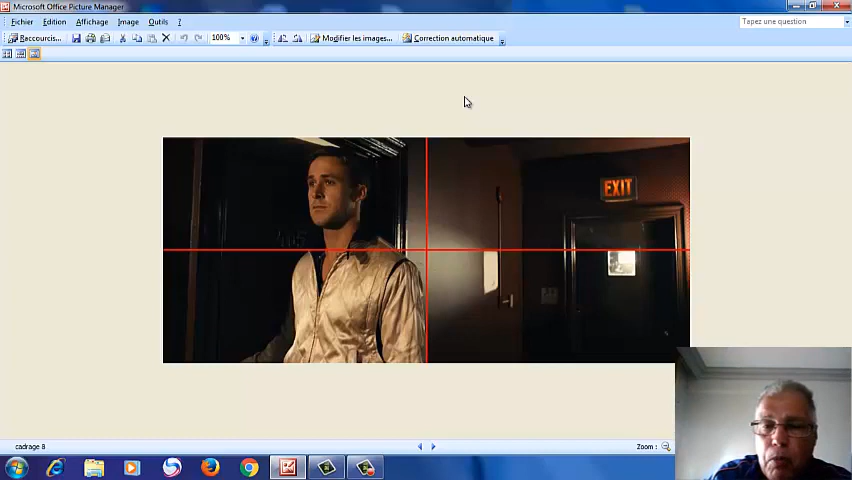 Microsoft Office Picture Manager
Fichier Edition Affichage Image Outils ?
Tapez une question
Raccourcis... 100% Modifier les images... Correction automatique
EXIT
cadrage 8
Zoom :